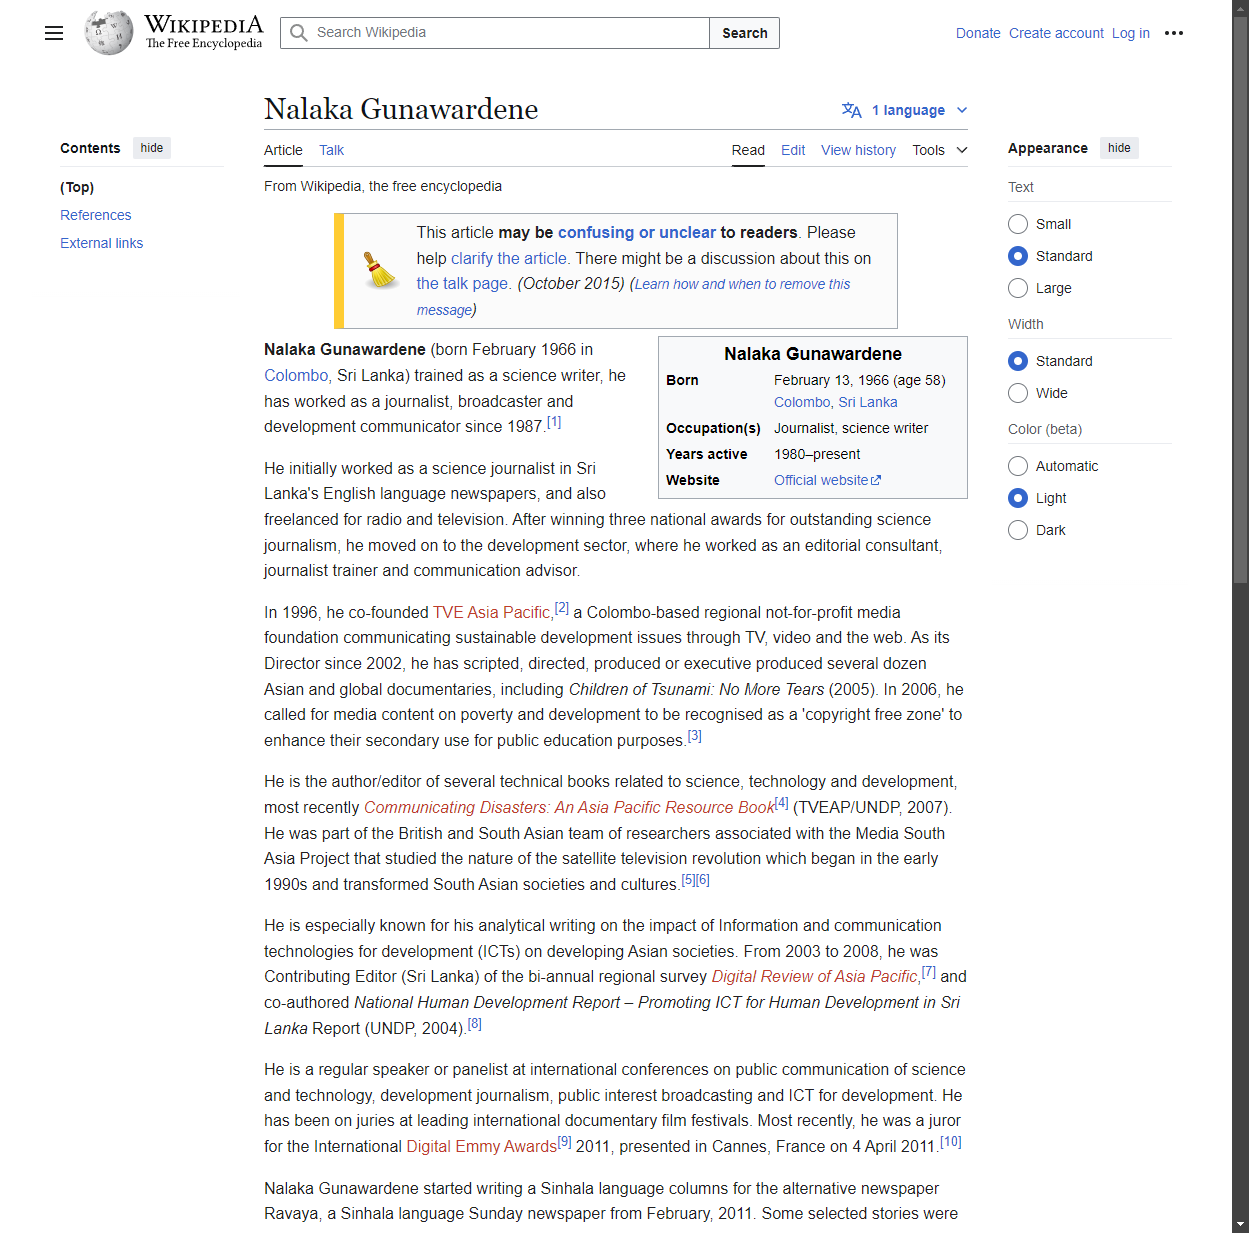 WIKIPEDIA
The Free Encyclopedia
Search Wikipedia
Search
Donate Create account Log in
Contents hide
(Top)
References
External links
Nalaka Gunawardene
1 language
Article Talk
Read Edit View history Tools
From Wikipedia, the free encyclopedia
This article may be confusing or unclear to readers. Please
help clarify the article. There might be a discussion about this on
the talk page. (October 2015) (Learn how and when to remove this
message)
Nalaka Gunawardene (born February 1966 in
Colombo, Sri Lanka) trained as a science writer, he
has worked as a journalist, broadcaster and
development communicator since 1987.[1]
Nalaka Gunawardene
Born February 13, 1966 (age 58)
Colombo, Sri Lanka
Occupation(s) Journalist, science writer
Years active 1980–present
Website Official website
He initially worked as a science journalist in Sri
Lanka's English language newspapers, and also
freelanced for radio and television. After winning three national awards for outstanding science
journalism, he moved on to the development sector, where he worked as an editorial consultant,
journalist trainer and communication advisor.
In 1996, he co-founded TVE Asia Pacific,[2] a Colombo-based regional not-for-profit media
foundation communicating sustainable development issues through TV, video and the web. As its
Director since 2002, he has scripted, directed, produced or executive produced several dozen
Asian and global documentaries, including Children of Tsunami: No More Tears (2005). In 2006, he
called for media content on poverty and development to be recognised as a 'copyright free zone' to
enhance their secondary use for public education purposes.[3]
He is the author/editor of several technical books related to science, technology and development,
most recently Communicating Disasters: An Asia Pacific Resource Book[4] (TVEAP/UNDP, 2007).
He was part of the British and South Asian team of researchers associated with the Media South
Asia Project that studied the nature of the satellite television revolution which began in the early
1990s and transformed South Asian societies and cultures.[5][6]
He is especially known for his analytical writing on the impact of Information and communication
technologies for development (ICTs) on developing Asian societies. From 2003 to 2008, he was
Contributing Editor (Sri Lanka) of the bi-annual regional survey Digital Review of Asia Pacific,[7] and
co-authored National Human Development Report – Promoting ICT for Human Development in Sri
Lanka Report (UNDP, 2004).[8]
He is a regular speaker or panelist at international conferences on public communication of science
and technology, development journalism, public interest broadcasting and ICT for development. He
has been on juries at leading international documentary film festivals. Most recently, he was a juror
for the International Digital Emmy Awards[9] 2011, presented in Cannes, France on 4 April 2011.[10]
Nalaka Gunawardene started writing a Sinhala language columns for the alternative newspaper
Ravaya, a Sinhala language Sunday newspaper from February, 2011. Some selected stories were
Appearance hide
Text
Small
Standard
Large
Width
Standard
Wide
Color (beta)
Automatic
Light
Dark